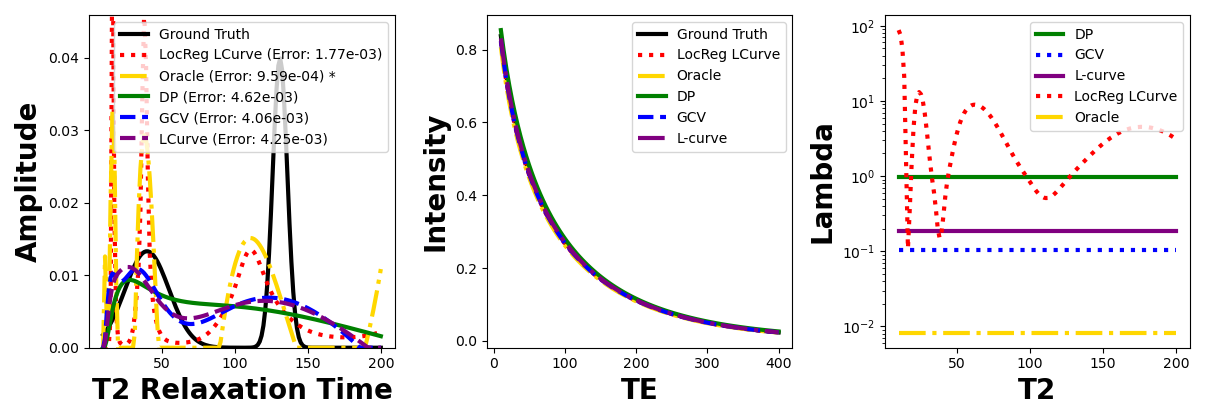 Amplitude
0.04
0.03
0.02
0.01
0.00
50
100
150
200
T2 Relaxation Time
Ground Truth
LocReg LCurve (Error: 1.77e-03)
Oracle (Error: 9.59e-04) *
DP (Error: 4.62e-03)
GCV (Error: 4.06e-03)
LCurve (Error: 4.25e-03)
Intensity
0.8
0.6
0.4
0.2
0.0
0
100
200
300
400
TE
Ground Truth
LocReg LCurve
Oracle
DP
GCV
L-curve
Lambda
10²
10¹
10⁰
10⁻¹
10⁻²
50
100
150
200
T2
DP
GCV
L-curve
LocReg LCurve
Oracle